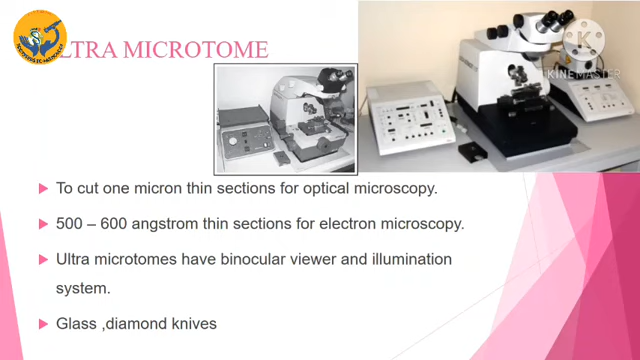 ULTRA MICROTOME
KINEMASTER
To cut one micron thin sections for optical microscopy.
500 – 600 angstrom thin sections for electron microscopy.
Ultra microtomes have binocular viewer and illumination
system.
Glass ,diamond knives